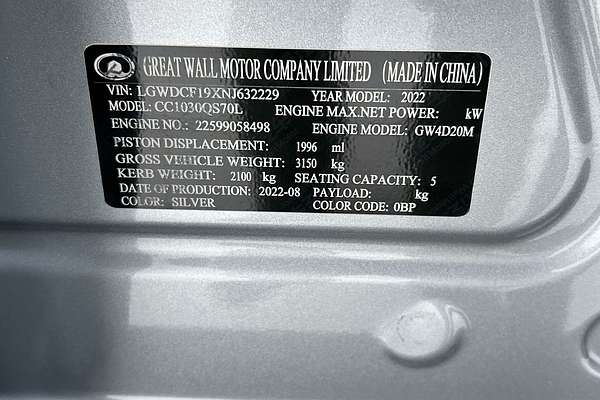 GREAT WALL MOTOR COMPANY LIMITED (MADE IN CHINA)
VIN: LGWDCF19XNJ632229 YEAR MODEL: 2022
MODEL: CC1030QS70L ENGINE MAX.NET POWER: kW
ENGINE NO.: 22599058498 ENGINE MODEL: GW4D20M
PISTON DISPLACEMENT: 1996 ml
GROSS VEHICLE WEIGHT: 3150 kg
KERB WEIGHT: 2100 kg SEATING CAPACITY: 5
DATE OF PRODUCTION: 2022-08 PAYLOAD: kg
COLOR: SILVER COLOR CODE: 0BP